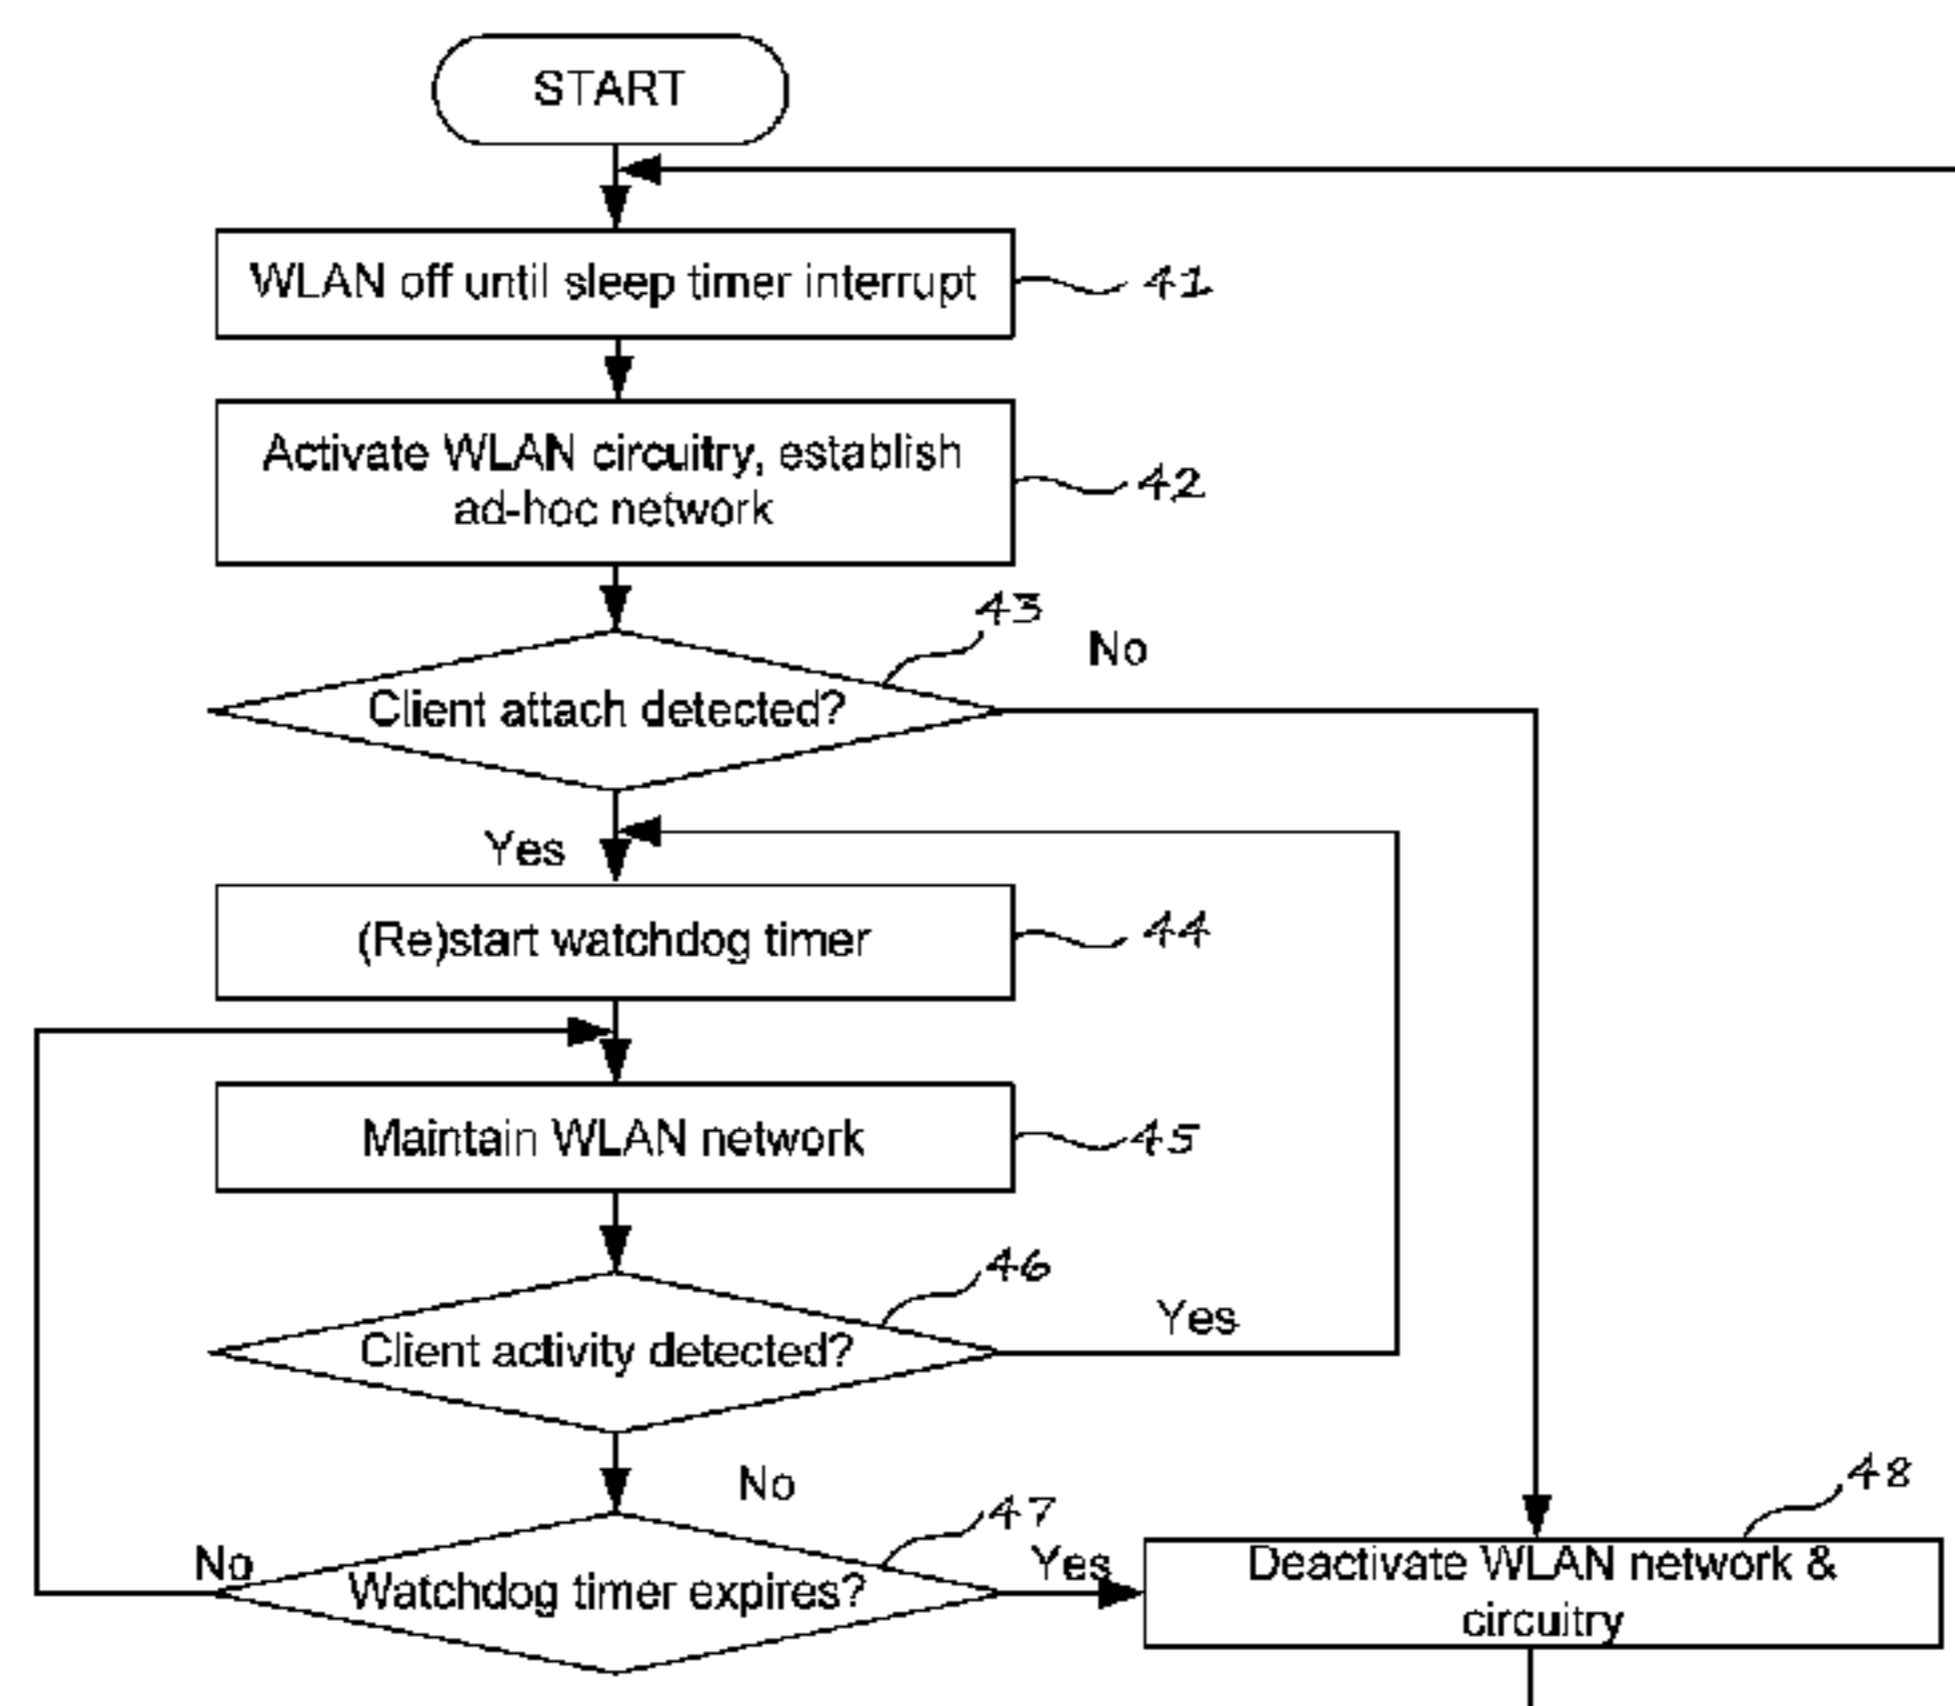 START
WLAN off until sleep timer interrupt
41
Activate WLAN circuitry, establish
ad-hoc network
42
43
No
Client attach detected?
Yes
(Re)start watchdog timer
44
Maintain WLAN network
45
46
Client activity detected?
Yes
No
47
48
No
Watchdog timer expires?
Yes
Deactivate WLAN network &
circuitry